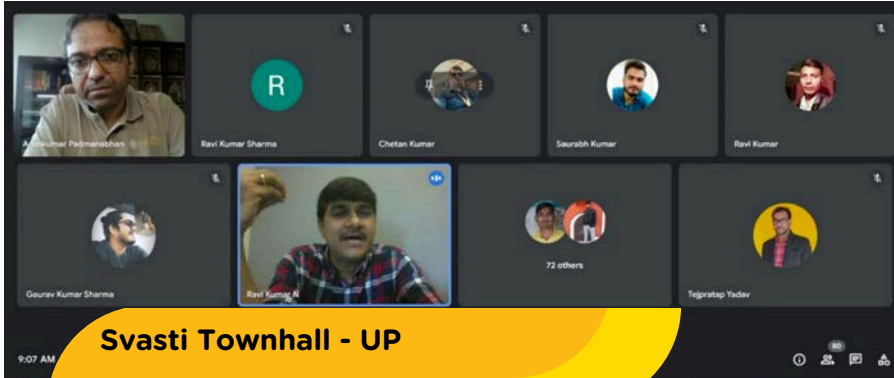 R
Ravi Kumar Sharma
Chetan Kumar
Saurabh Kumar
Ravi Kumar
Padmanabhan
Gaurav Kumar Sharma
Ravi Kumar N
72 others
Tejpratap Yadav
Svasti Townhall - UP
9:07 AM
80